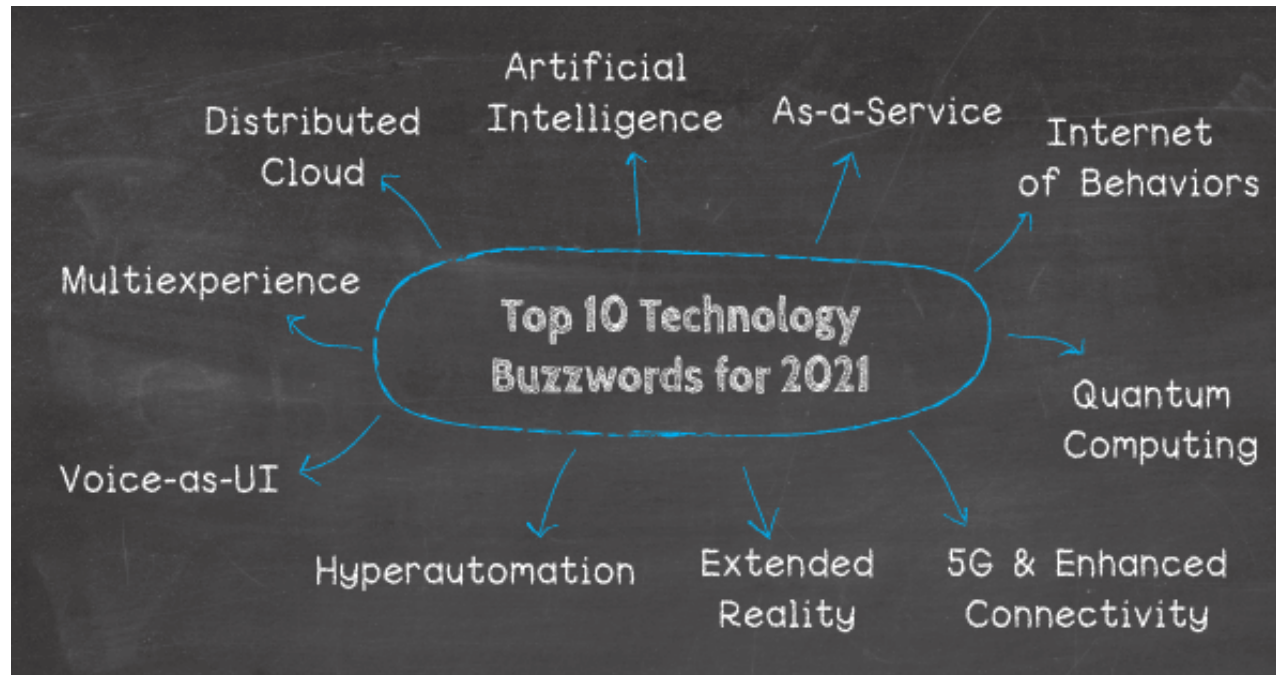 Top 10 Technology
Buzzwords for 2021
Artificial
Intelligence
As-a-Service
Internet
of Behaviors
Quantum
Computing
5G & Enhanced
Connectivity
Extended
Reality
Hyperautomation
Voice-as-UI
Multiexperience
Distributed
Cloud